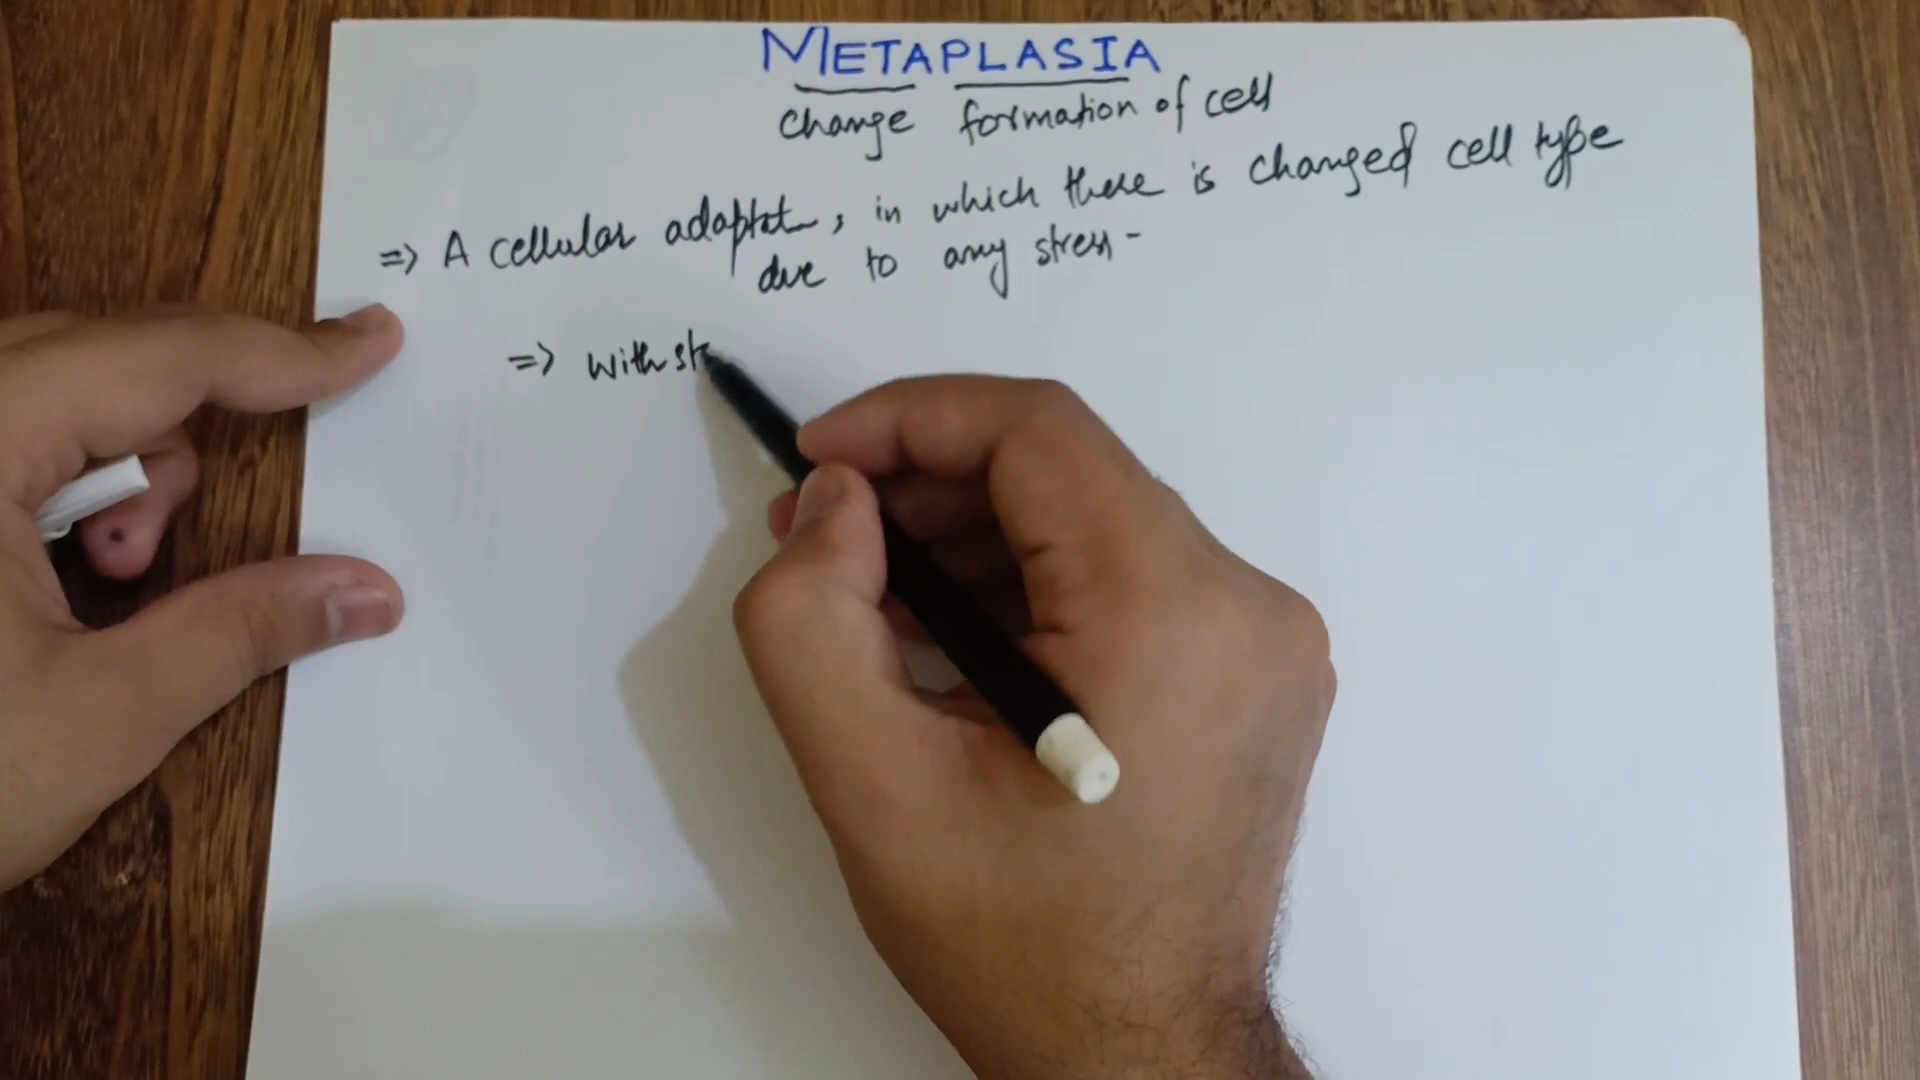 METAPLASIA
change formation of cell
=> A cellular adaptat, in which there is changed cell type
due to any stress -
=> with st